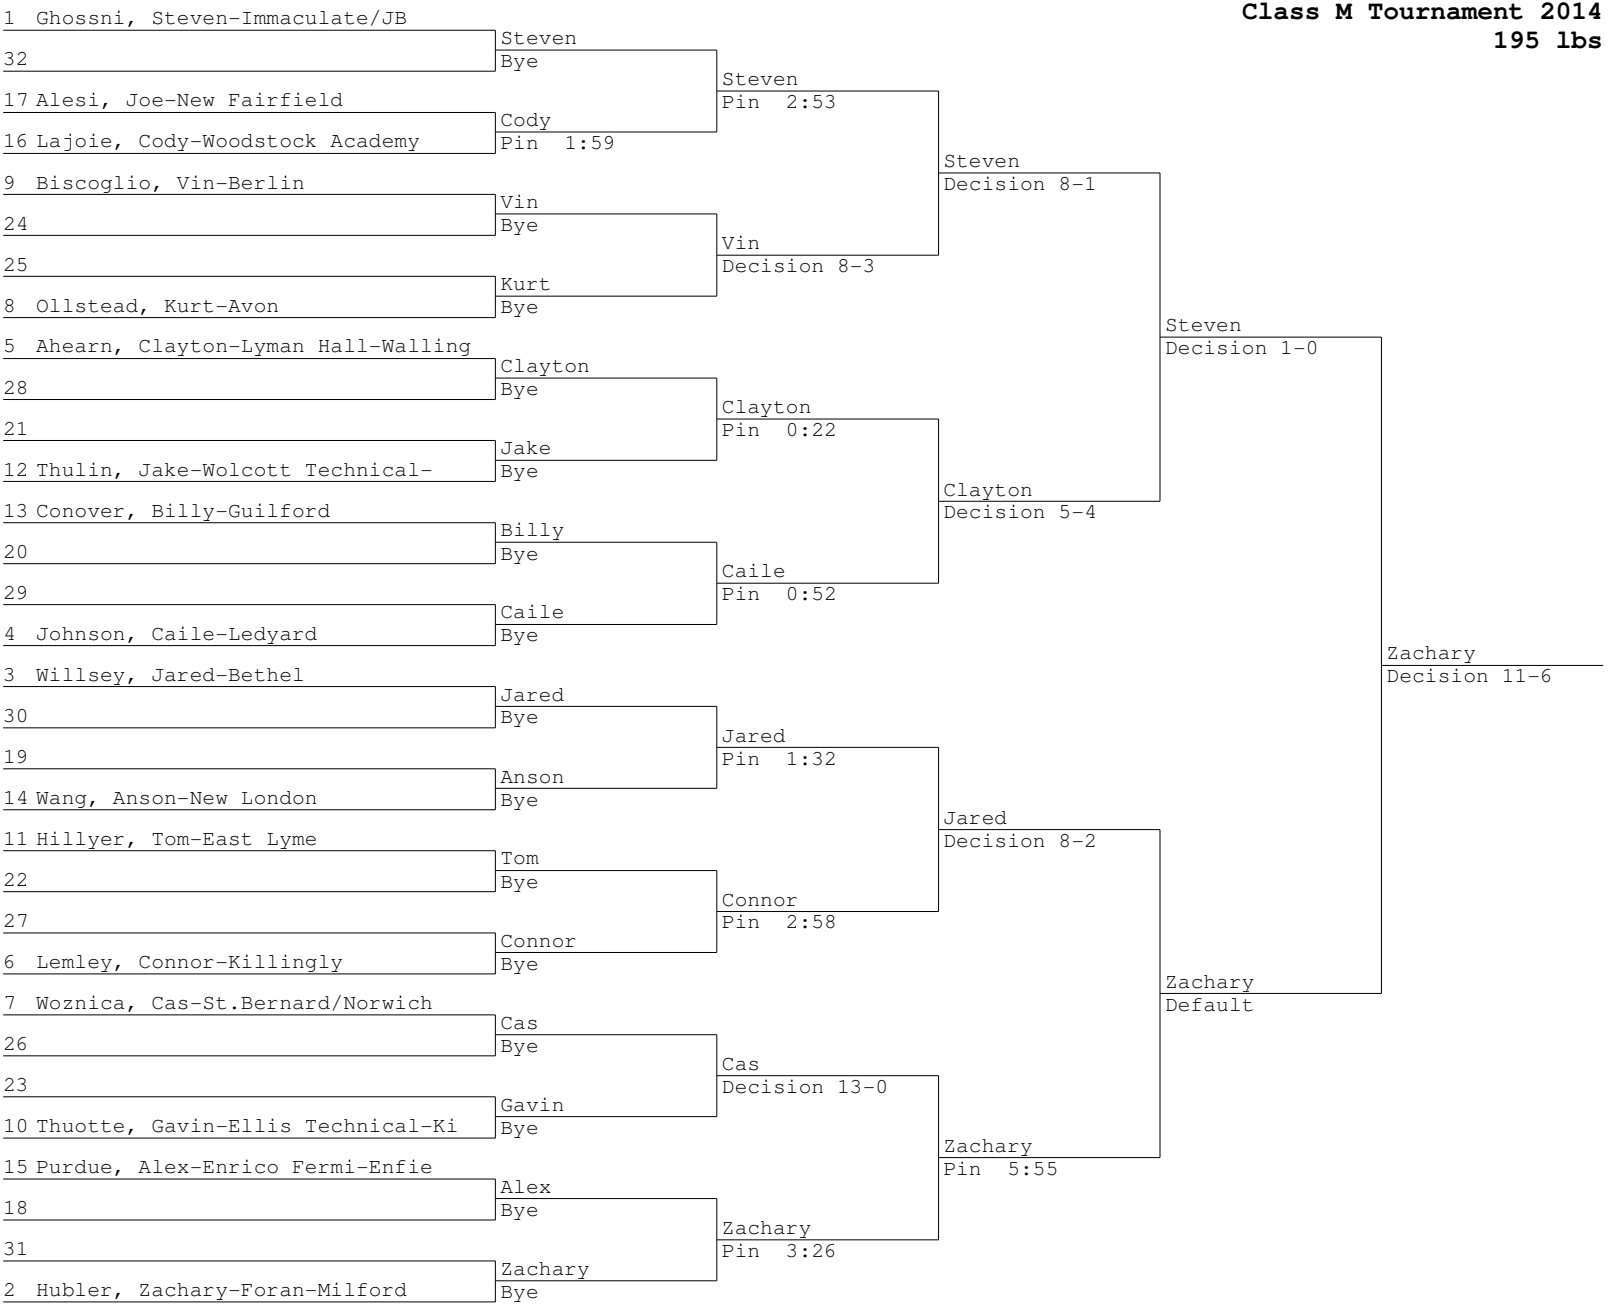 Class M Tournament 2014
195 lbs
1 Ghossni, Steven-Immaculate/JB
32
17 Alesi, Joe-New Fairfield
16 Lajoie, Cody-Woodstock Academy
9 Biscoglio, Vin-Berlin
24
25
8 Ollstead, Kurt-Avon
5 Ahearn, Clayton-Lyman Hall-Walling
28
21
12 Thulin, Jake-Wolcott Technical-
13 Conover, Billy-Guilford
20
29
4 Johnson, Caile-Ledyard
3 Willsey, Jared-Bethel
30
19
14 Wang, Anson-New London
11 Hillyer, Tom-East Lyme
22
27
6 Lemley, Connor-Killingly
7 Woznica, Cas-St.Bernard/Norwich
26
23
10 Thuotte, Gavin-Ellis Technical-Ki
15 Purdue, Alex-Enrico Fermi-Enfie
18
31
2 Hubler, Zachary-Foran-Milford
Steven
Bye
Cody
Pin 1:59
Vin
Bye
Kurt
Bye
Clayton
Bye
Jake
Bye
Billy
Bye
Caile
Bye
Jared
Bye
Anson
Bye
Tom
Bye
Connor
Bye
Cas
Bye
Gavin
Bye
Alex
Bye
Zachary
Bye
Steven
Pin 2:53
Vin
Decision 8-3
Clayton
Pin 0:22
Caile
Pin 0:52
Jared
Pin 1:32
Connor
Pin 2:58
Cas
Decision 13-0
Zachary
Pin 3:26
Steven
Decision 8-1
Clayton
Decision 5-4
Jared
Decision 8-2
Zachary
Pin 5:55
Steven
Decision 1-0
Zachary
Default
Zachary
Decision 11-6